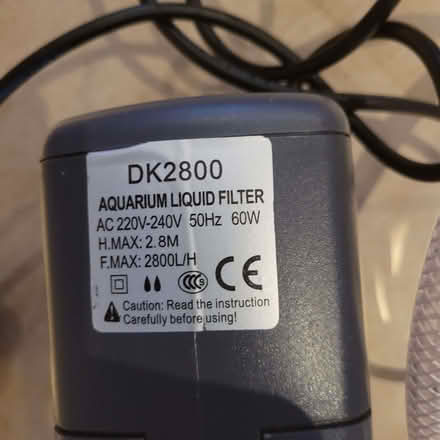 DK2800
AQUARIUM LIQUID FILTER
AC 220V-240V 50Hz 60W
H.MAX: 2.8M
F.MAX: 2800L/H
CCC CE
Caution: Read the instruction
Carefully before using!